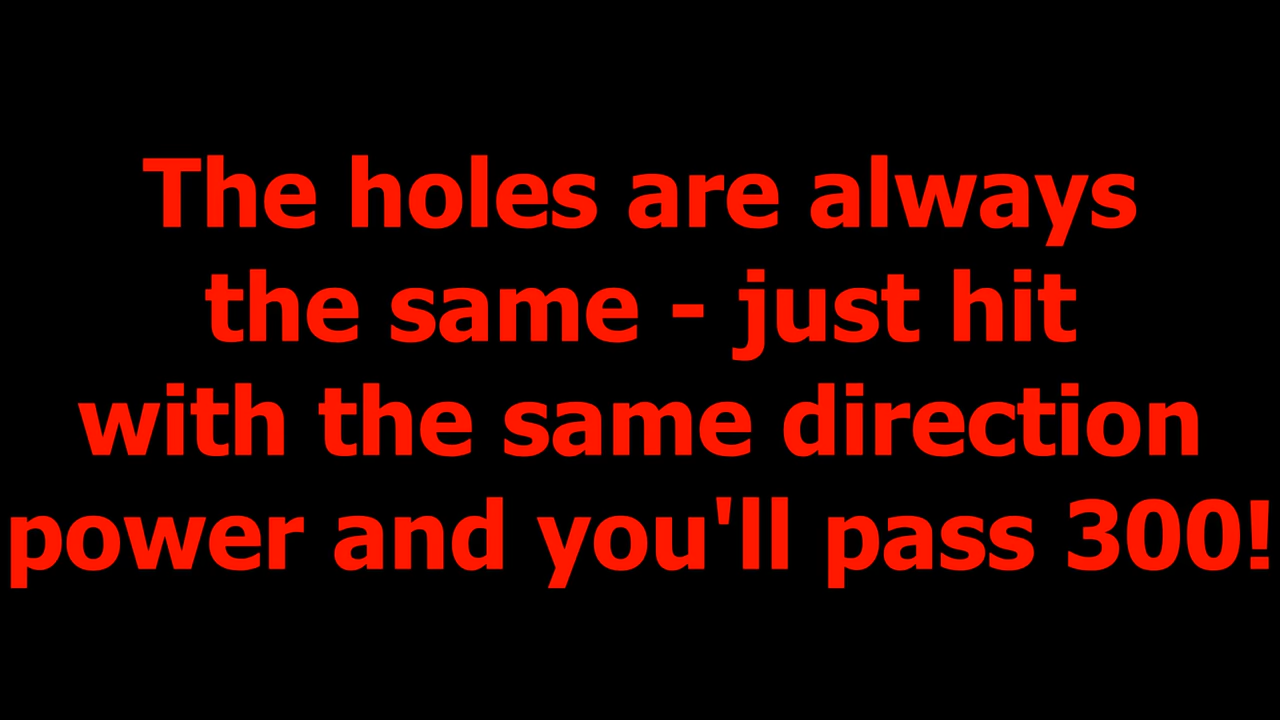 The holes are always
the same - just hit
with the same direction
power and you'll pass 300!